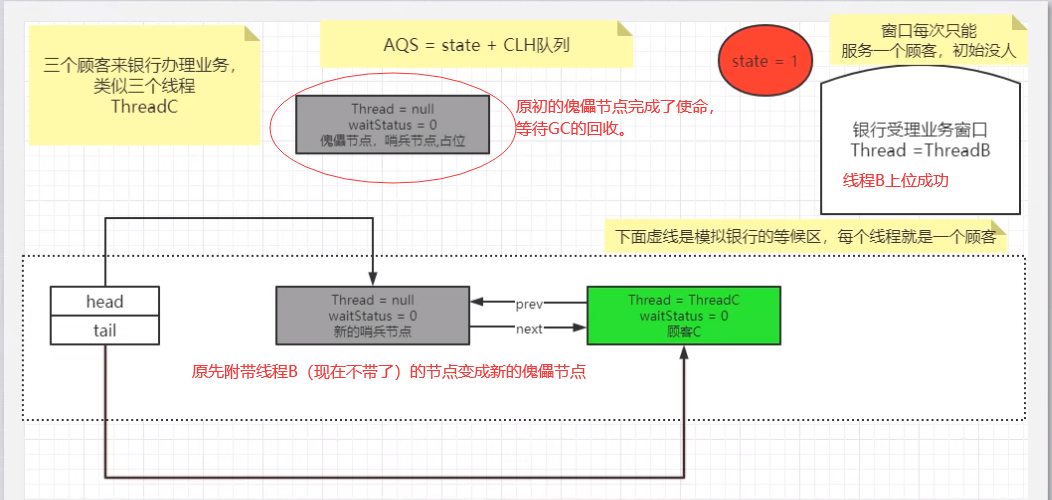 三个顾客来银行办理业务，
类似三个线程
ThreadC
AQS = state + CLH队列
Thread = null
waitStatus = 0
傀儡节点，哨兵节点,占位
原初的傀儡节点完成了使命，
等待GC的回收。
state = 1
窗口每次只能
服务一个顾客，初始没人
银行受理业务窗口
Thread =ThreadB
线程B上位成功
下面虚线是模拟银行的等候区，每个线程就是一个顾客
head
tail
Thread = null
waitStatus = 0
新的哨兵节点
prev
next
Thread = ThreadC
waitStatus = 0
顾客C
原先附带线程B（现在不带了）的节点变成新的傀儡节点